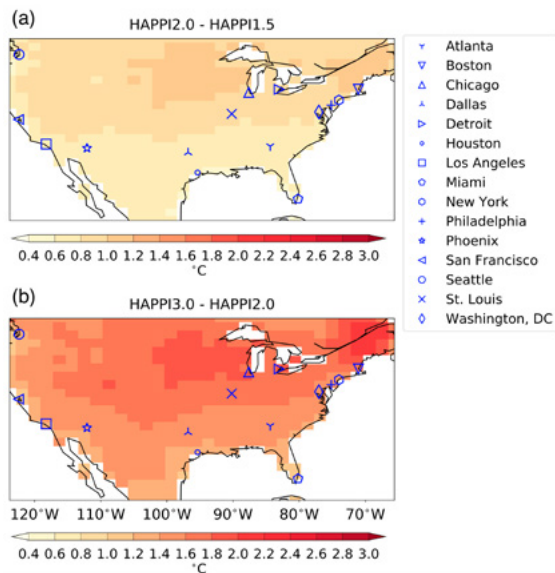 (a)
HAPPI2.0 - HAPPI1.5
0.4 0.6 0.8 1.0 1.2 1.4 1.6 1.8 2.0 2.2 2.4 2.6 2.8 3.0
°C
(b)
HAPPI3.0 - HAPPI2.0
120°W 110°W 100°W 90°W 80°W 70°W
0.4 0.6 0.8 1.0 1.2 1.4 1.6 1.8 2.0 2.2 2.4 2.6 2.8 3.0
°C
Atlanta
Boston
Chicago
Dallas
Detroit
Houston
Los Angeles
Miami
New York
Philadelphia
Phoenix
San Francisco
Seattle
St. Louis
Washington, DC